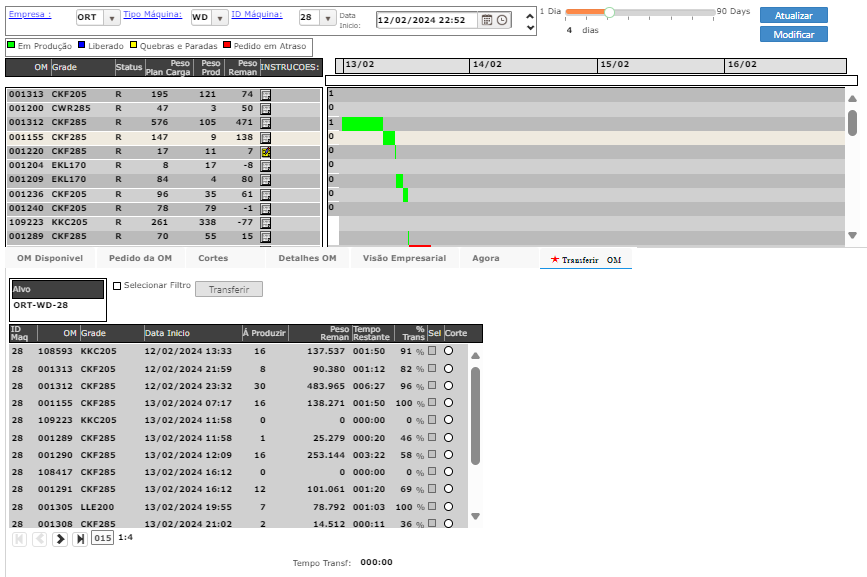 Empresa : ORT Tipo Máquina: WD ID Máquina: 28 Data Inicio: 12/02/2024 22:52 1 Dia 90 Days Atualizar
4 dias Modificar
Em Produção Liberado Quebras e Paradas Pedido em Atraso
OM Grade Status Peso Plan Carga Peso Prod Peso Reman INSTRUCOES: 13/02 14/02 15/02 16/02
001313 CKF205 R 195 121 74 1
001200 CWR285 R 47 3 50 0
001312 CKF285 R 576 105 471 1
001155 CKF285 R 147 9 138 0
001220 CKF285 R 17 11 7 0
001204 EKL170 R 8 17 -8 0
001209 EKL170 R 84 4 80 0
001236 CKF205 R 96 35 61 0
001240 CKF205 R 78 79 -1 0
109223 KKC205 R 261 338 -77
001289 CKF285 R 70 55 15
OM Disponivel Pedido da OM Cortes Detalhes OM Visão Empresarial Agora Transferir OM
Alvo Selecionar Filtro Transferir
ORT-WD-28
ID Maq OM Grade Data Inicio Á Produzir Peso Reman Tempo Restante % Trans Sel Corte
28 108593 KKC205 12/02/2024 13:33 16 137.537 001:50 91 %
28 001313 CKF205 12/02/2024 21:59 8 90.380 001:12 82 %
28 001312 CKF285 12/02/2024 23:32 30 483.965 006:27 96 %
28 001155 CKF285 13/02/2024 07:17 16 138.271 001:50 100 %
28 109223 KKC205 13/02/2024 11:58 0 0 000:00 0 %
28 001289 CKF285 13/02/2024 11:58 1 25.279 000:20 46 %
28 001290 CKF285 13/02/2024 12:09 16 253.144 003:22 58 %
28 108417 CKF205 13/02/2024 16:12 0 0 000:00 0 %
28 001291 CKF285 13/02/2024 16:12 12 101.061 001:20 69 %
28 001305 LLE200 13/02/2024 19:55 7 78.792 001:03 100 %
28 001308 CKF285 13/02/2024 21:02 2 14.512 000:11 36 %
015 1:4
Tempo Transf: 000:00